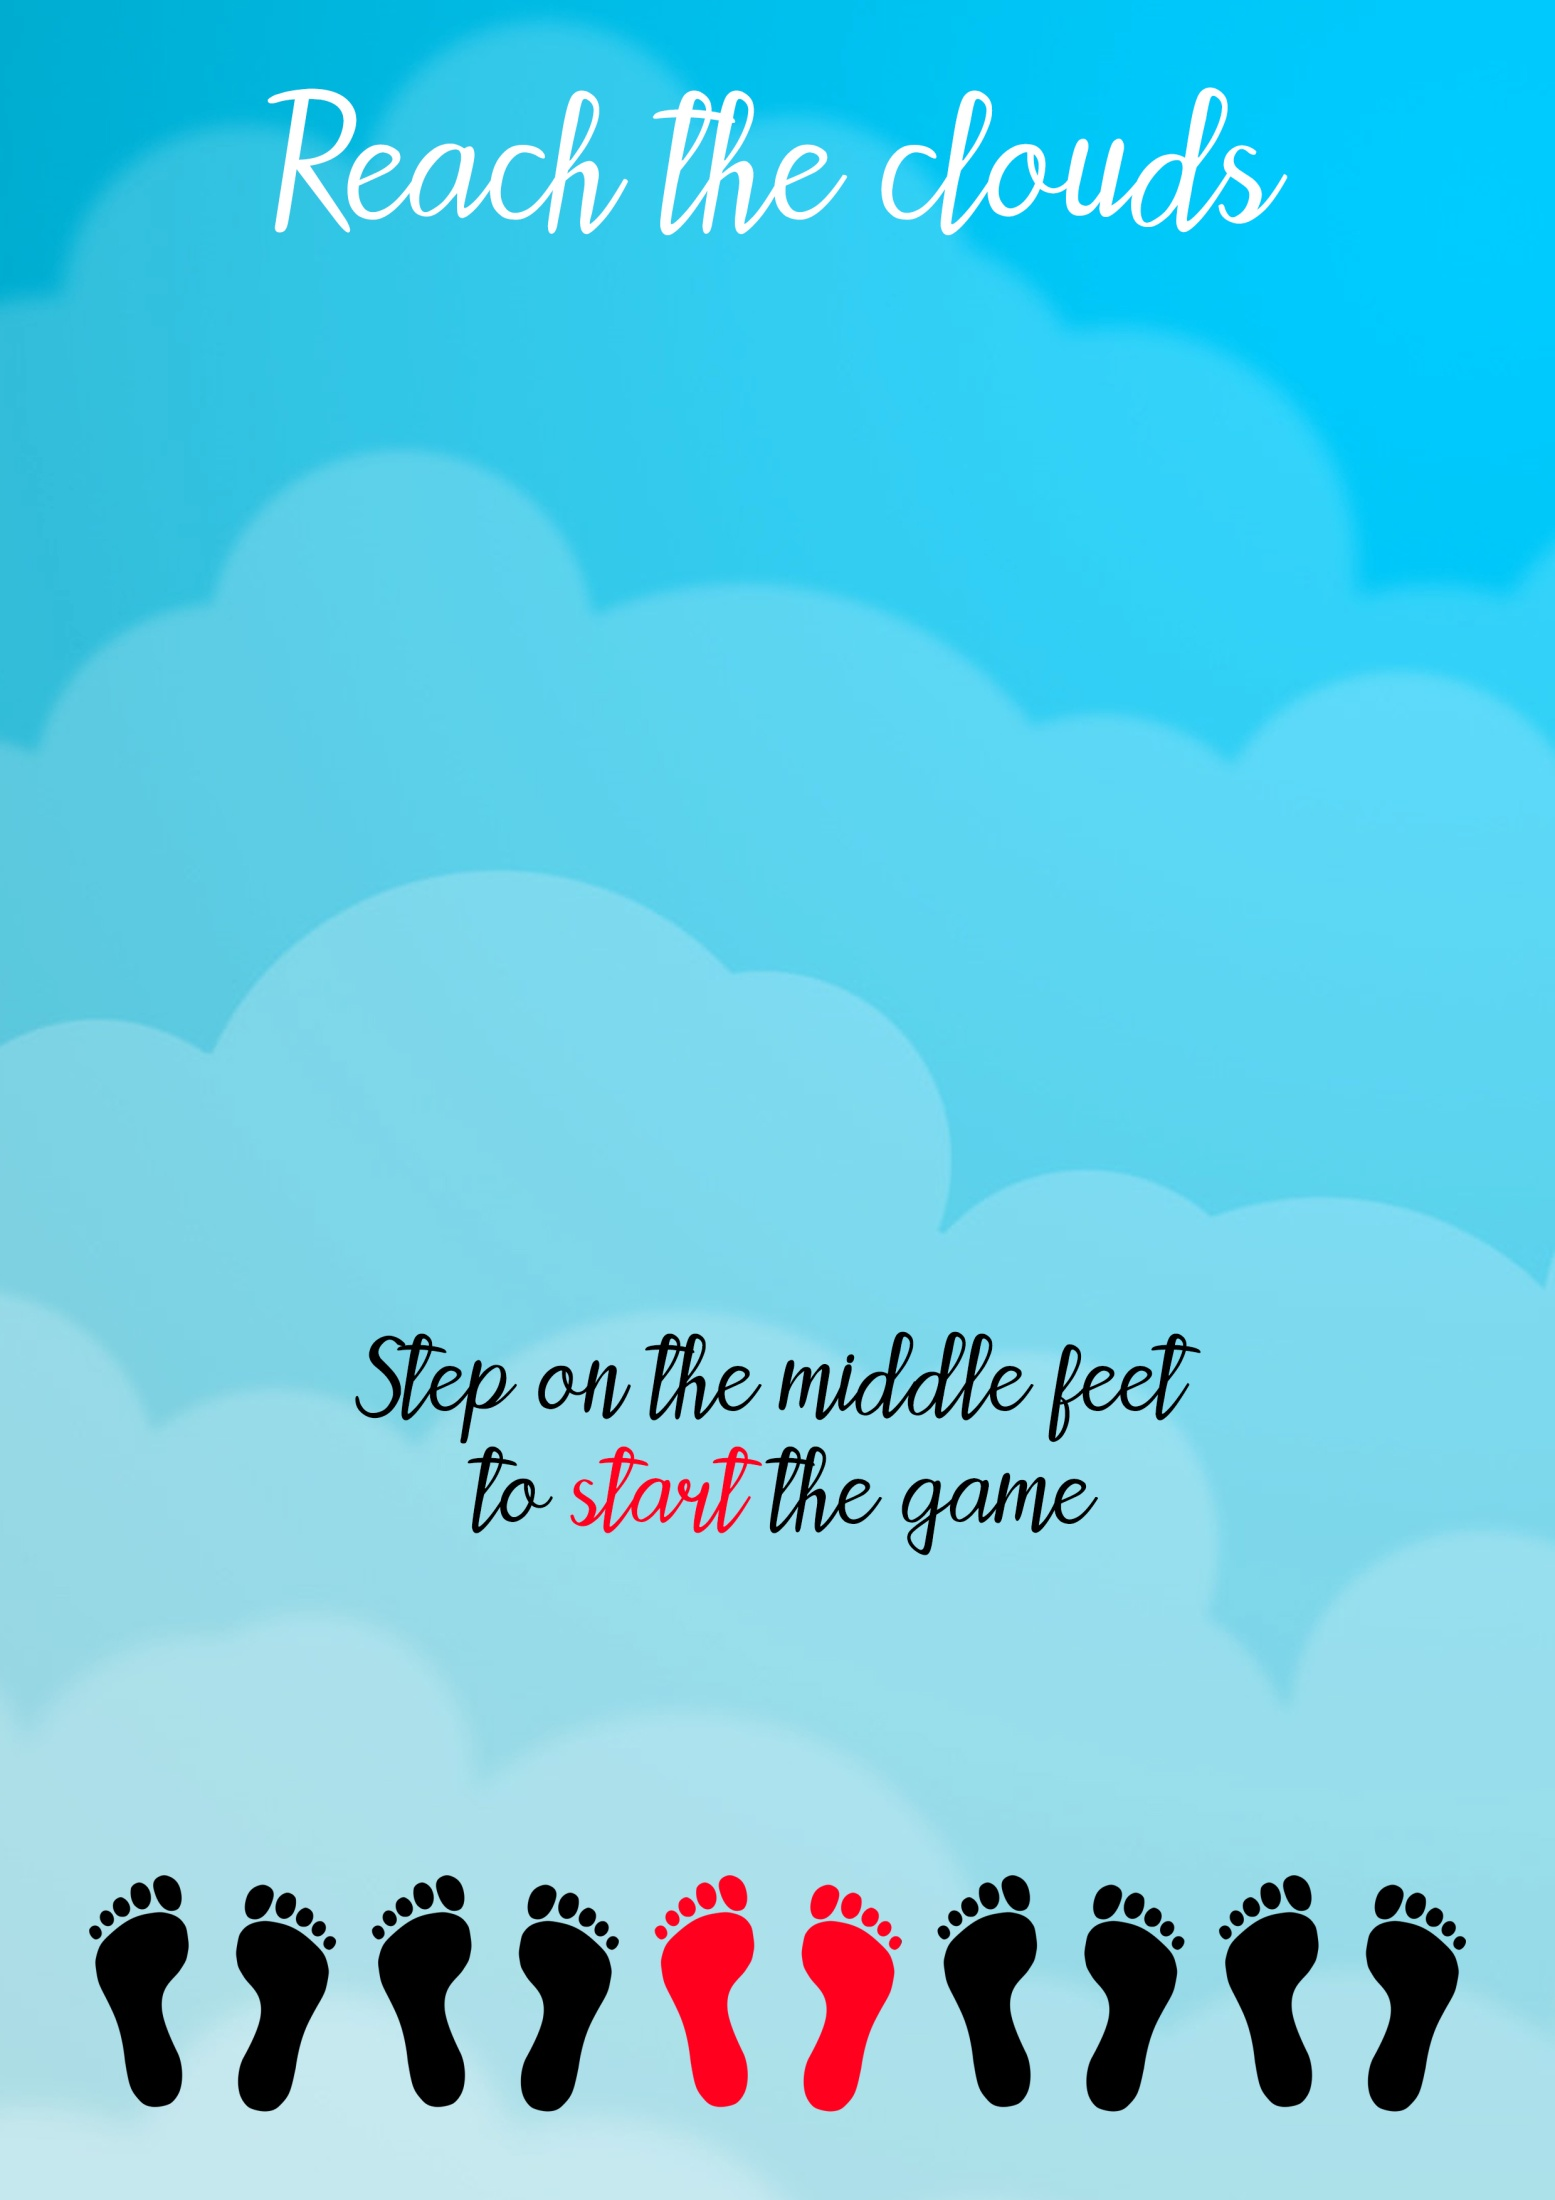 Reach the clouds
Step on the middle feet
to start the game